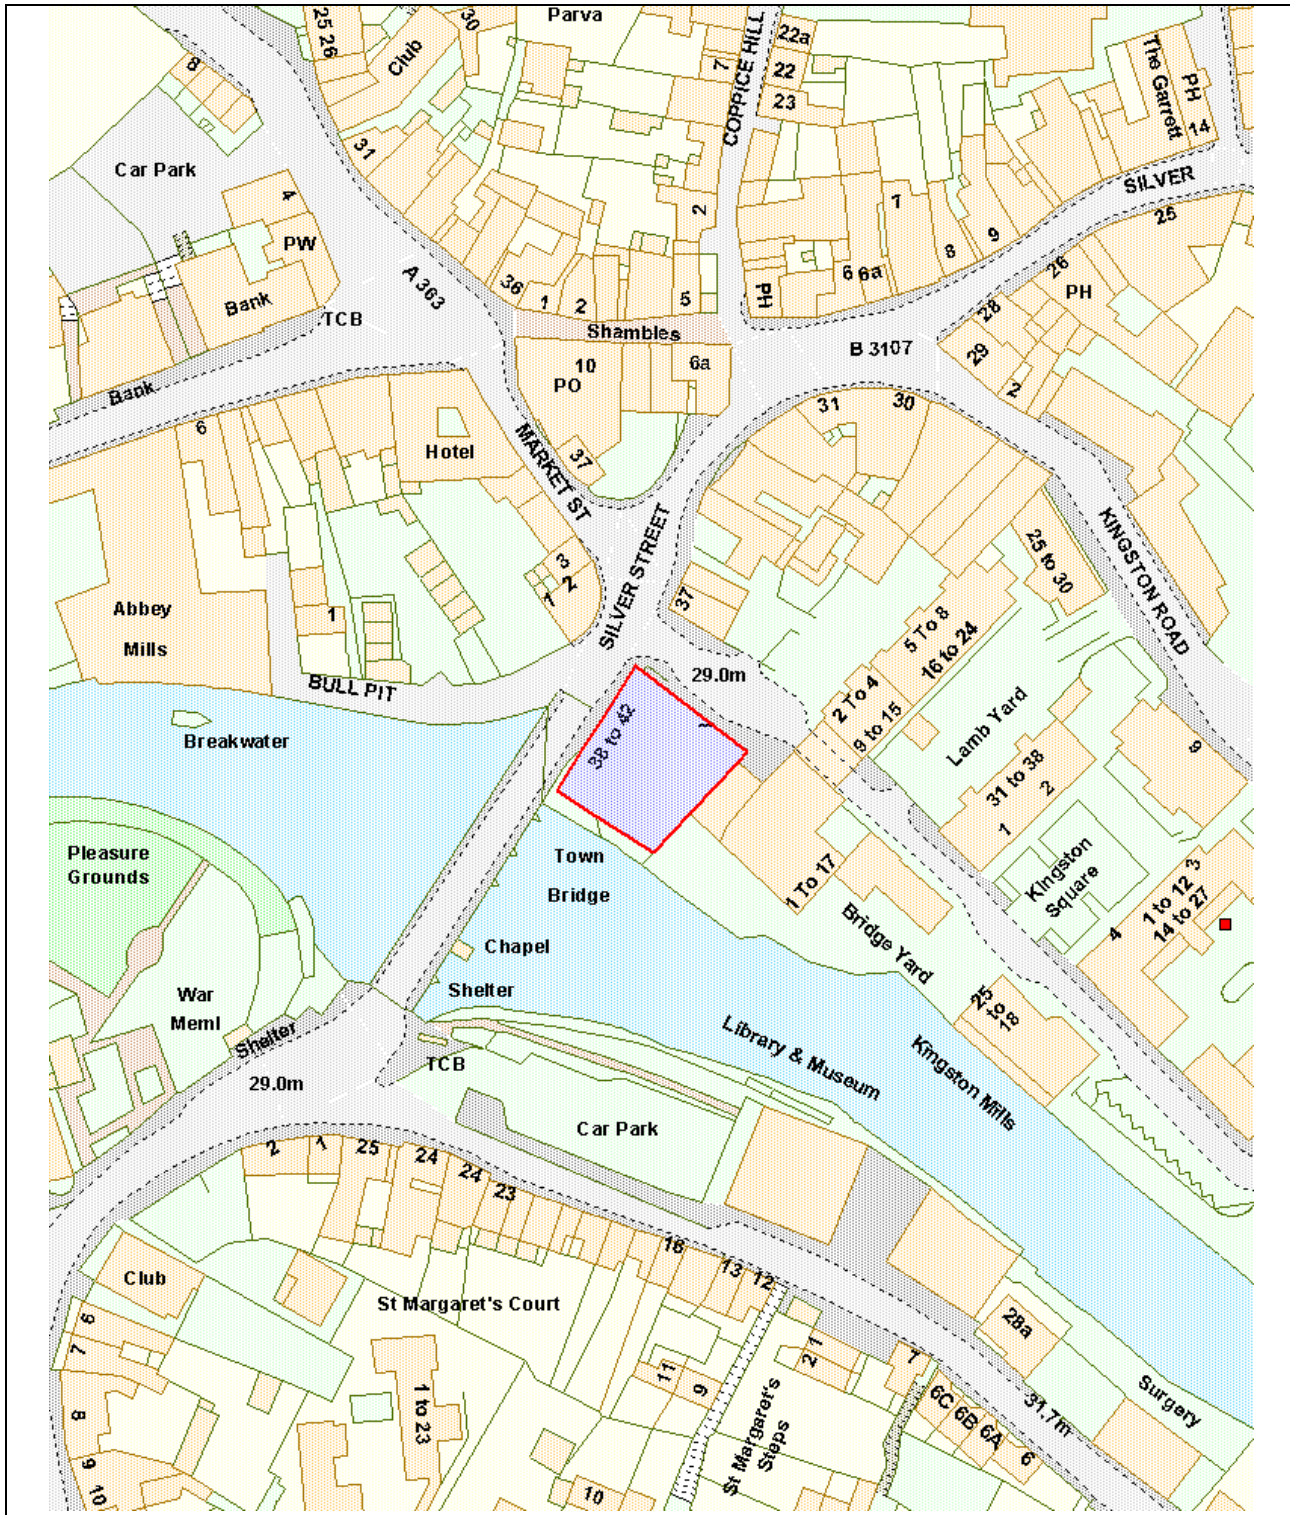 Parva
25 26
30
Club
8
7
COPPICE HILL
22a
22
23
The Garrett
PH
14
31
Car Park
4
PW
Bank
TCB
Bank
A 363
36
1
2
5
2
Shambles
10
PO
6a
37
PH
6 6a
7
8
9
SILVER
25
26
PH
28
29
2
B 3107
31
30
6
Hotel
MARKET ST
3
2
1
1
Abbey
Mills
BULL PIT
SILVER STREET
37
25 to 30
KINGSTON ROAD
5 To 8
16 to 24
2 To 4
9 to 15
29.0m
38 to 42
Lamb Yard
31 to 38
2
1
9
Breakwater
Pleasure
Grounds
Town
Bridge
1 To 17
Bridge Yard
Kingston
Square
3
1 to 12
14 to 27
4
Chapel
Shelter
War
Meml
Shelter
29.0m
TCB
Library & Museum
Kingston Mills
25
to
18
Car Park
2
1
25
24
24
23
16
13
12
Club
St Margaret's Court
6
7
8
9
10
1 to 23
11
9
10
St Margaret's
Steps
2 1
7
6C 6B 6A
6
28a
31.7m
Surgery